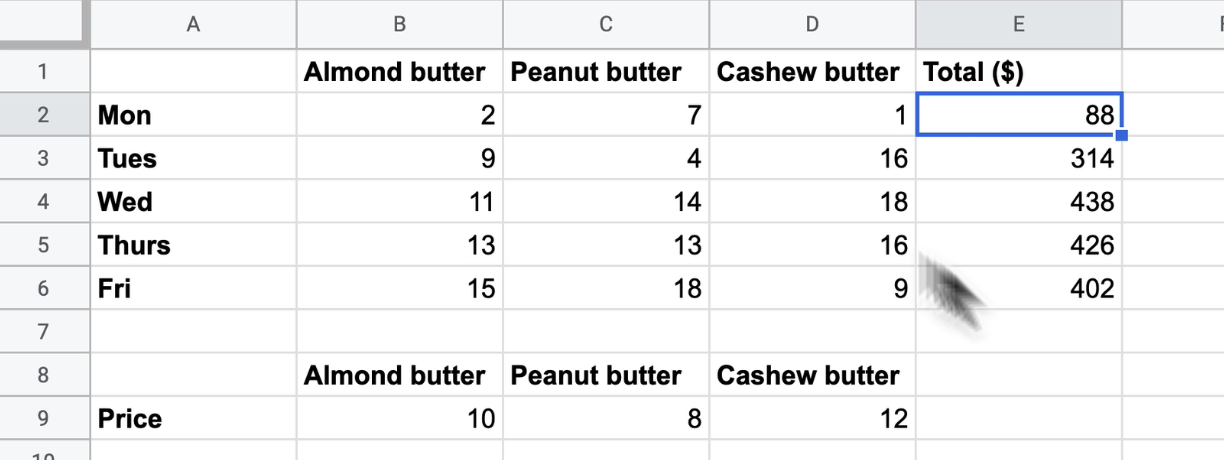 A B C D E
1 Almond butter Peanut butter Cashew butter Total ($)
2 Mon 2 7 1 88
3 Tues 9 4 16 314
4 Wed 11 14 18 438
5 Thurs 13 13 16 426
6 Fri 15 18 9 402
7
8 Almond butter Peanut butter Cashew butter
9 Price 10 8 12